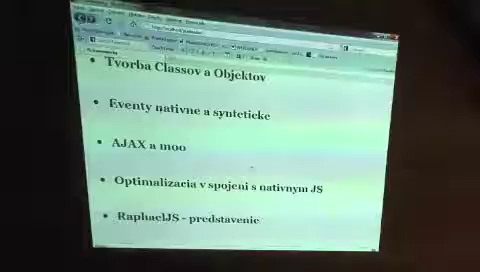 Tvorba Classov a Objektov
Eventy nativne a synteticke
AJAX a moo
Optimalizacia v spojeni s nativnym JS
RaphaelJS - predstavenie